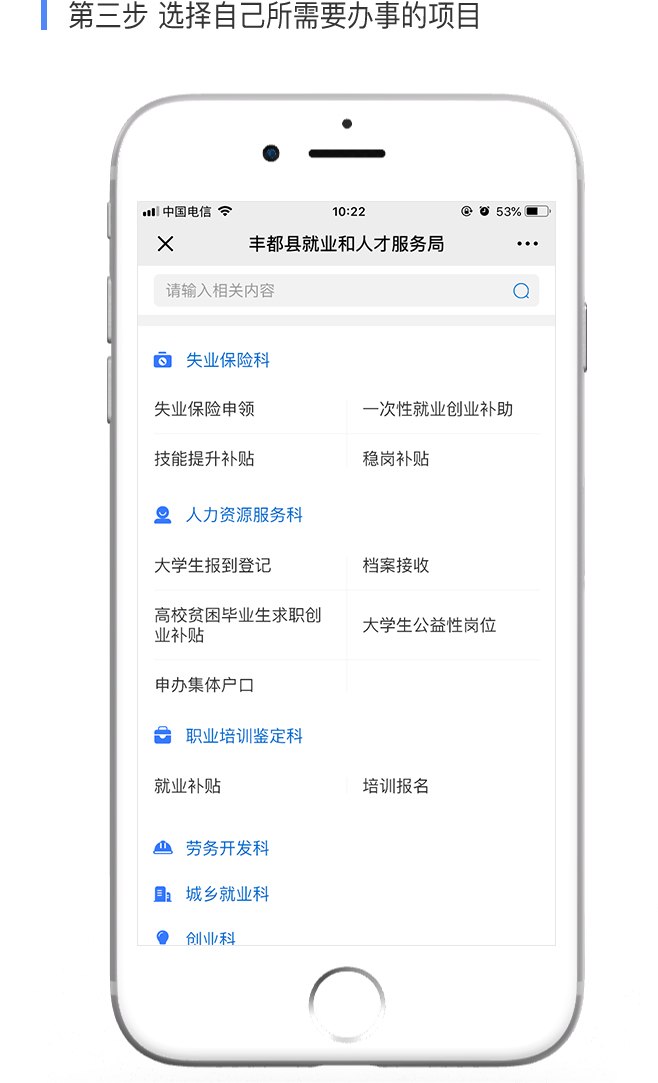 第三步 选择自己所需要办事的项目
中国电信 10:22 53%
丰都县就业和人才服务局
请输入相关内容
失业保险科
失业保险申领 一次性就业创业补助
技能提升补贴 稳岗补贴
人力资源服务科
大学生报到登记 档案接收
高校贫困毕业生求职创
业补贴
大学生公益性岗位
申办集体户口
职业培训鉴定科
就业补贴 培训报名
劳务开发科
城乡就业科
创业科